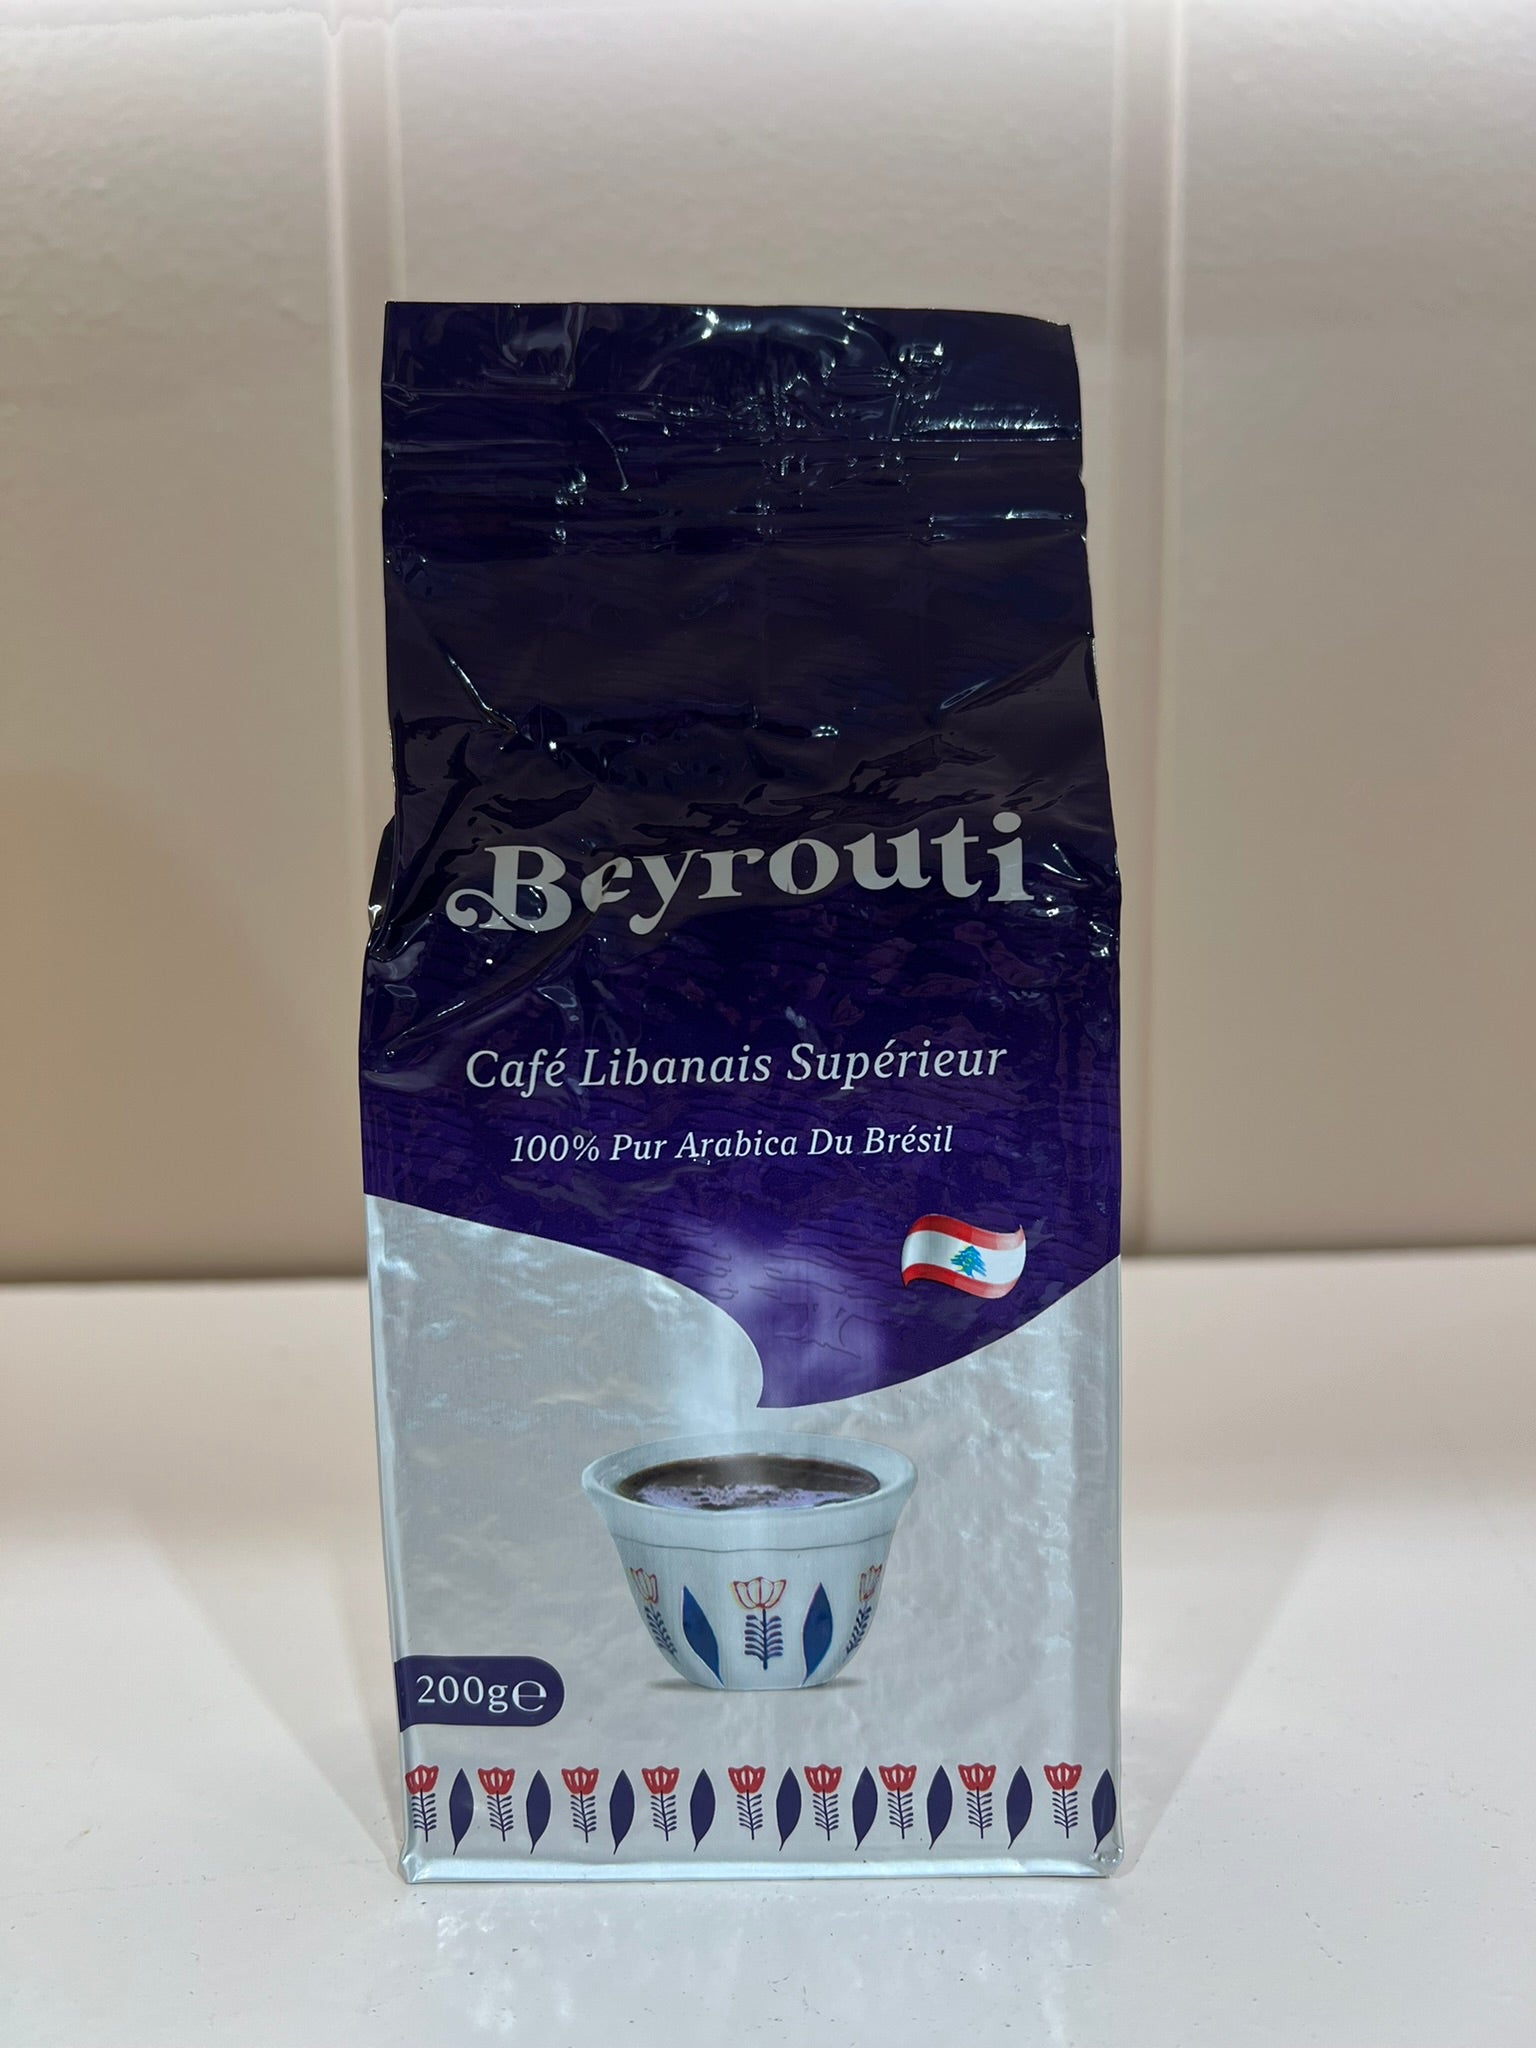 Beyrouti
Café Libanais Supérieur
100% Pur Arabica Du Brésil
200g℮